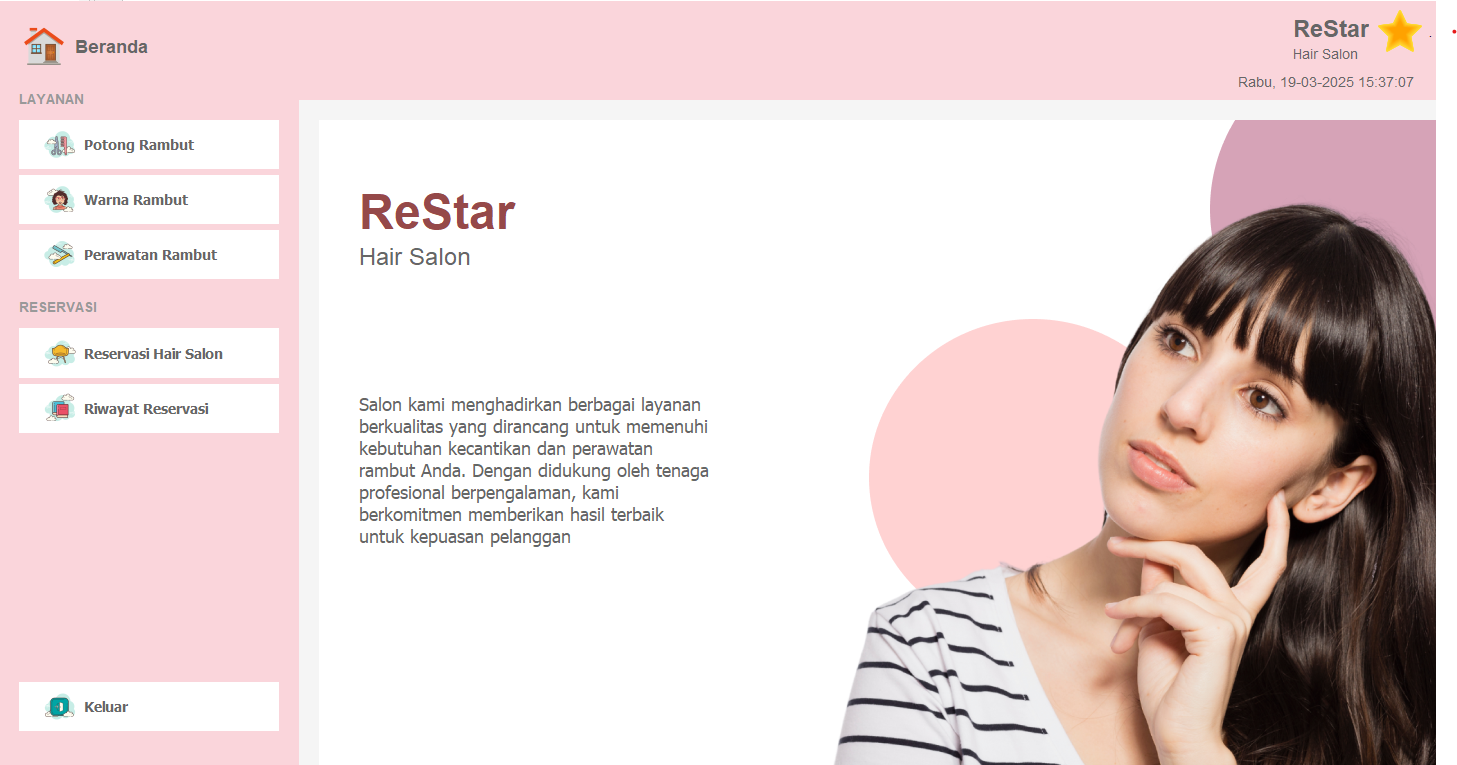 Beranda
ReStar
Hair Salon
Rabu, 19-03-2025 15:37:07
LAYANAN
Potong Rambut
Warna Rambut
Perawatan Rambut
RESERVASI
Reservasi Hair Salon
Riwayat Reservasi
Keluar
ReStar
Hair Salon
Salon kami menghadirkan berbagai layanan
berkualitas yang dirancang untuk memenuhi
kebutuhan kecantikan dan perawatan
rambut Anda. Dengan didukung oleh tenaga
profesional berpengalaman, kami
berkomitmen memberikan hasil terbaik
untuk kepuasan pelanggan